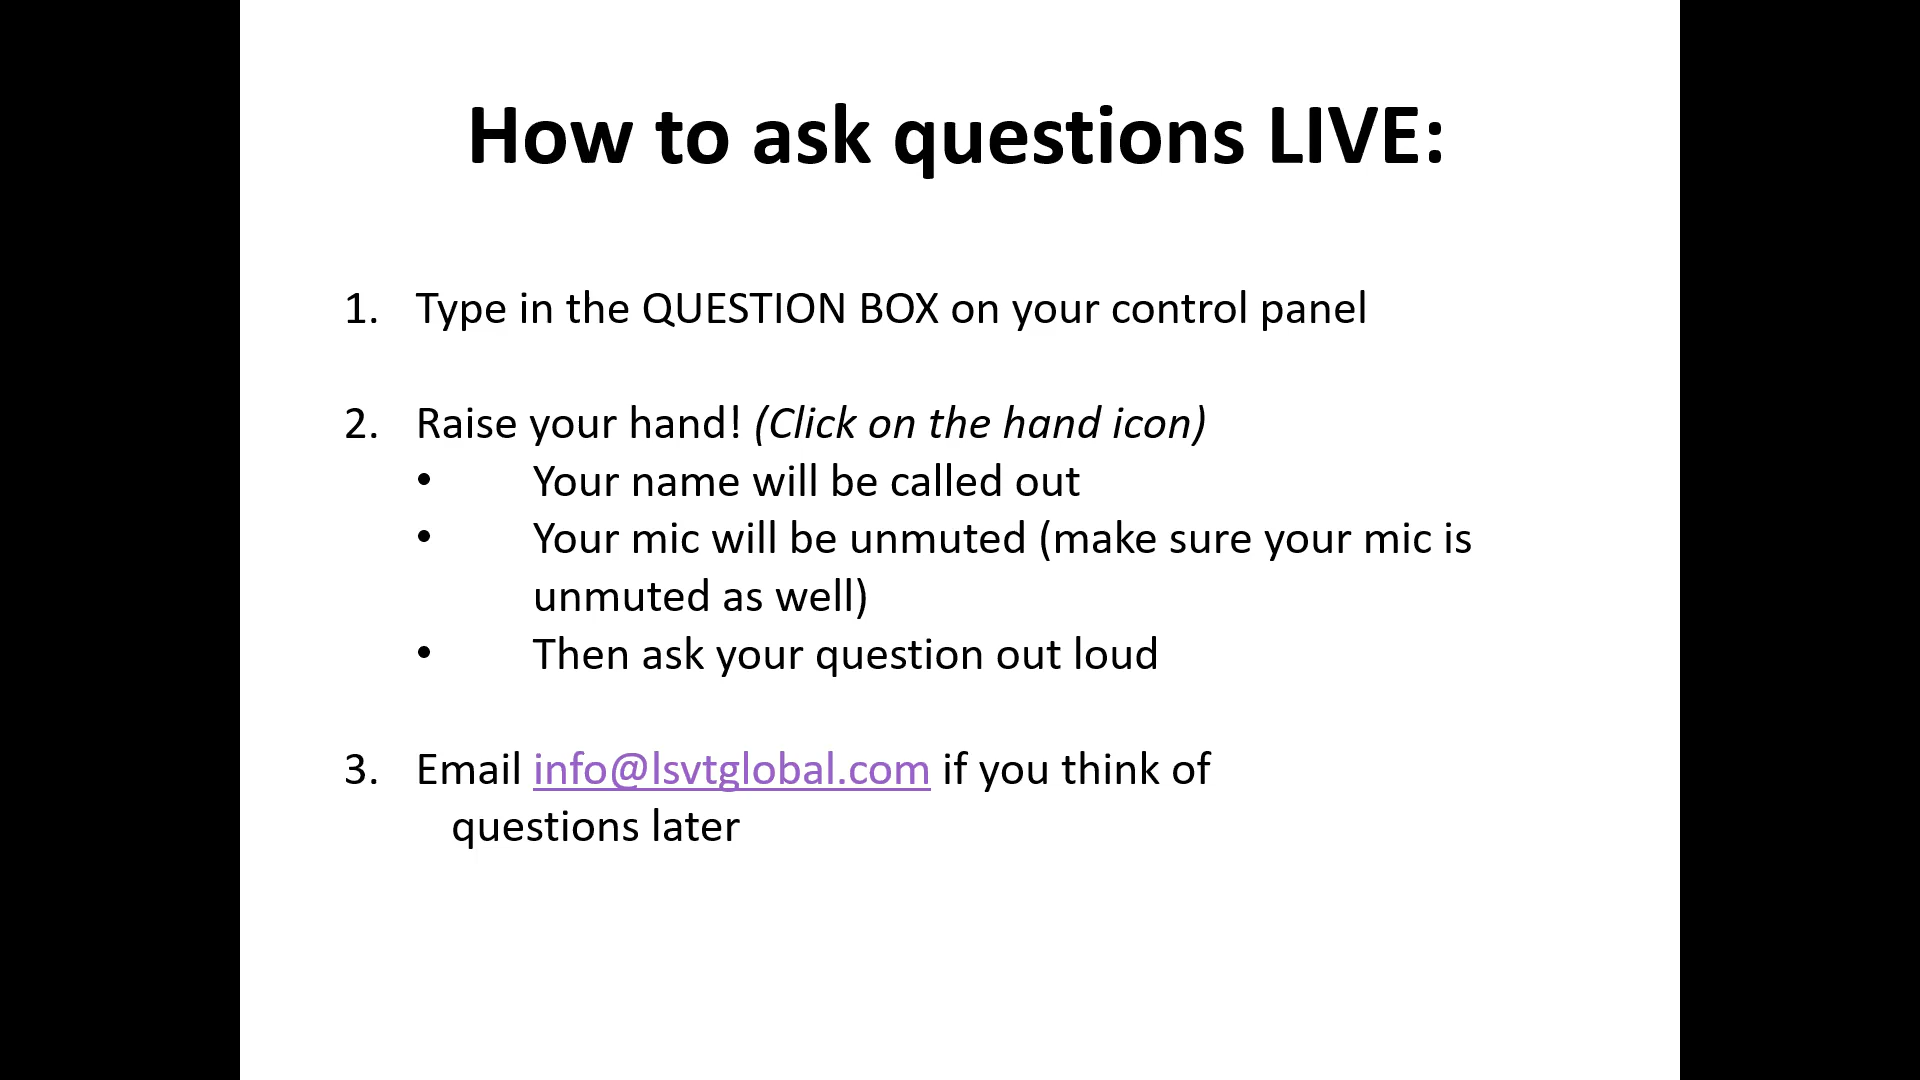 How to ask questions LIVE:
1. Type in the QUESTION BOX on your control panel
2. Raise your hand! (Click on the hand icon)
• Your name will be called out
• Your mic will be unmuted (make sure your mic is
unmuted as well)
• Then ask your question out loud
3. Email info@lsvtglobal.com if you think of
questions later